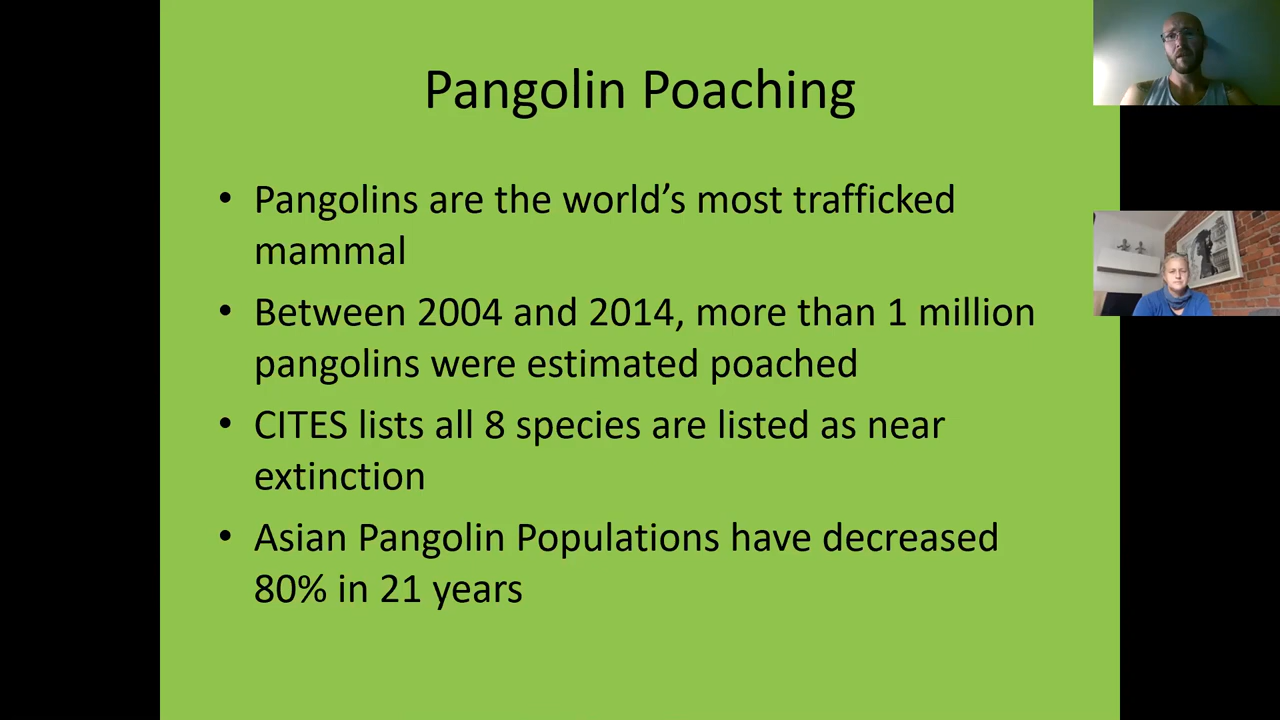 Pangolin Poaching
• Pangolins are the world’s most trafficked
mammal
• Between 2004 and 2014, more than 1 million
pangolins were estimated poached
• CITES lists all 8 species are listed as near
extinction
• Asian Pangolin Populations have decreased
80% in 21 years